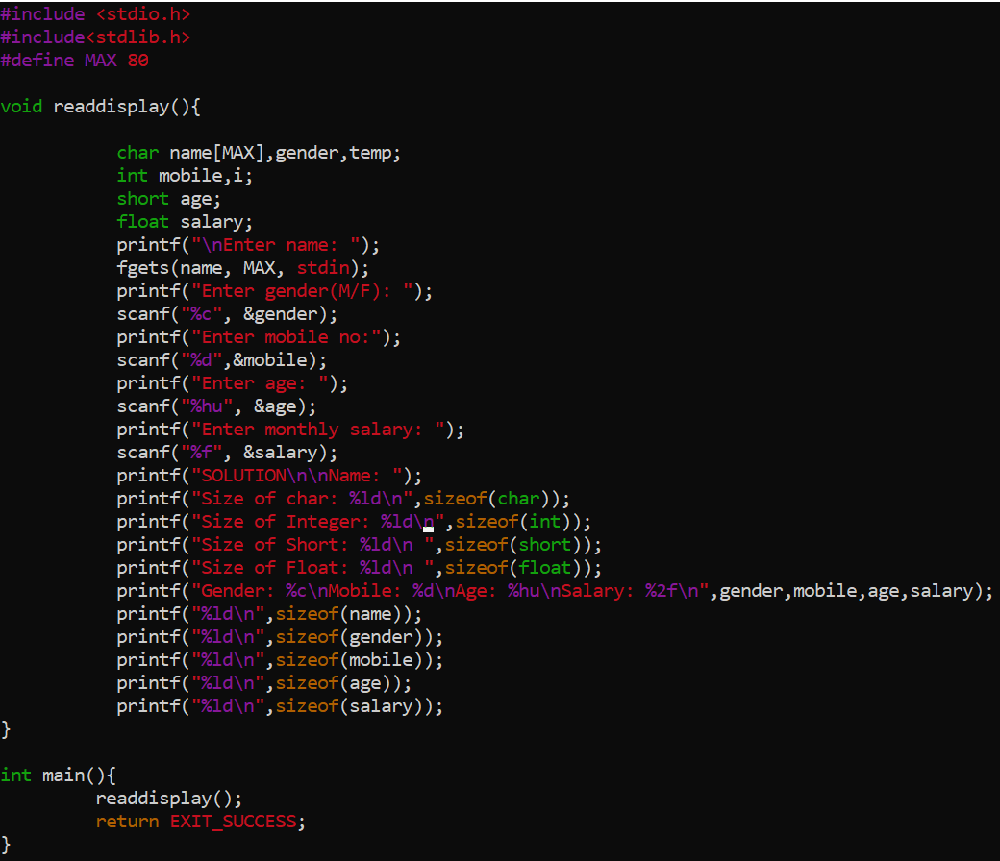 #include <stdio.h>
#include<stdlib.h>
#define MAX 80
void readdisplay(){
char name[MAX],gender,temp;
int mobile,i;
short age;
float salary;
printf("\nEnter name: ");
fgets(name, MAX, stdin);
printf("Enter gender(M/F): ");
scanf("%c", &gender);
printf("Enter mobile no:");
scanf("%d",&mobile);
printf("Enter age: ");
scanf("%hu", &age);
printf("Enter monthly salary: ");
scanf("%f", &salary);
printf("SOLUTION\n\nName: ");
printf("Size of char: %ld\n",sizeof(char));
printf("Size of Integer: %ld\n",sizeof(int));
printf("Size of Short: %ld\n ",sizeof(short));
printf("Size of Float: %ld\n ",sizeof(float));
printf("Gender: %c\nMobile: %d\nAge: %hu\nSalary: %2f\n",gender,mobile,age,salary);
printf("%ld\n",sizeof(name));
printf("%ld\n",sizeof(gender));
printf("%ld\n",sizeof(mobile));
printf("%ld\n",sizeof(age));
printf("%ld\n",sizeof(salary));
}
int main(){
readdisplay();
return EXIT_SUCCESS;
}